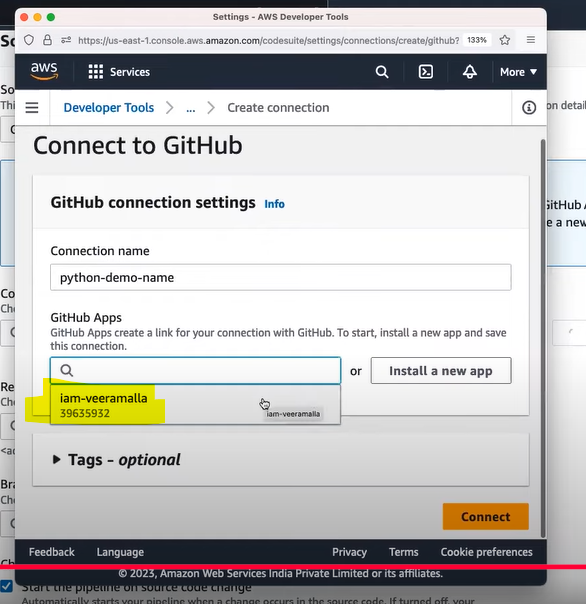 Settings - AWS Developer Tools
https://us-east-1.console.aws.amazon.com/codesuite/settings/connections/create/github?
133%
aws
Services
More
Developer Tools
...
Create connection
Connect to GitHub
GitHub connection settings Info
Connection name
python-demo-name
GitHub Apps
GitHub Apps create a link for your connection with GitHub. To start, install a new app and save
this connection.
or
Install a new app
iam-veeramalla
39635932
iam-veeramalla
Tags - optional
Connect
Feedback
Language
Privacy
Terms
Cookie preferences
© 2023, Amazon Web Services India Private Limited or its affiliates.
Start the pipeline on source code change
Automatically starts your pipeline when a change occurs in the source code. If turned off, your